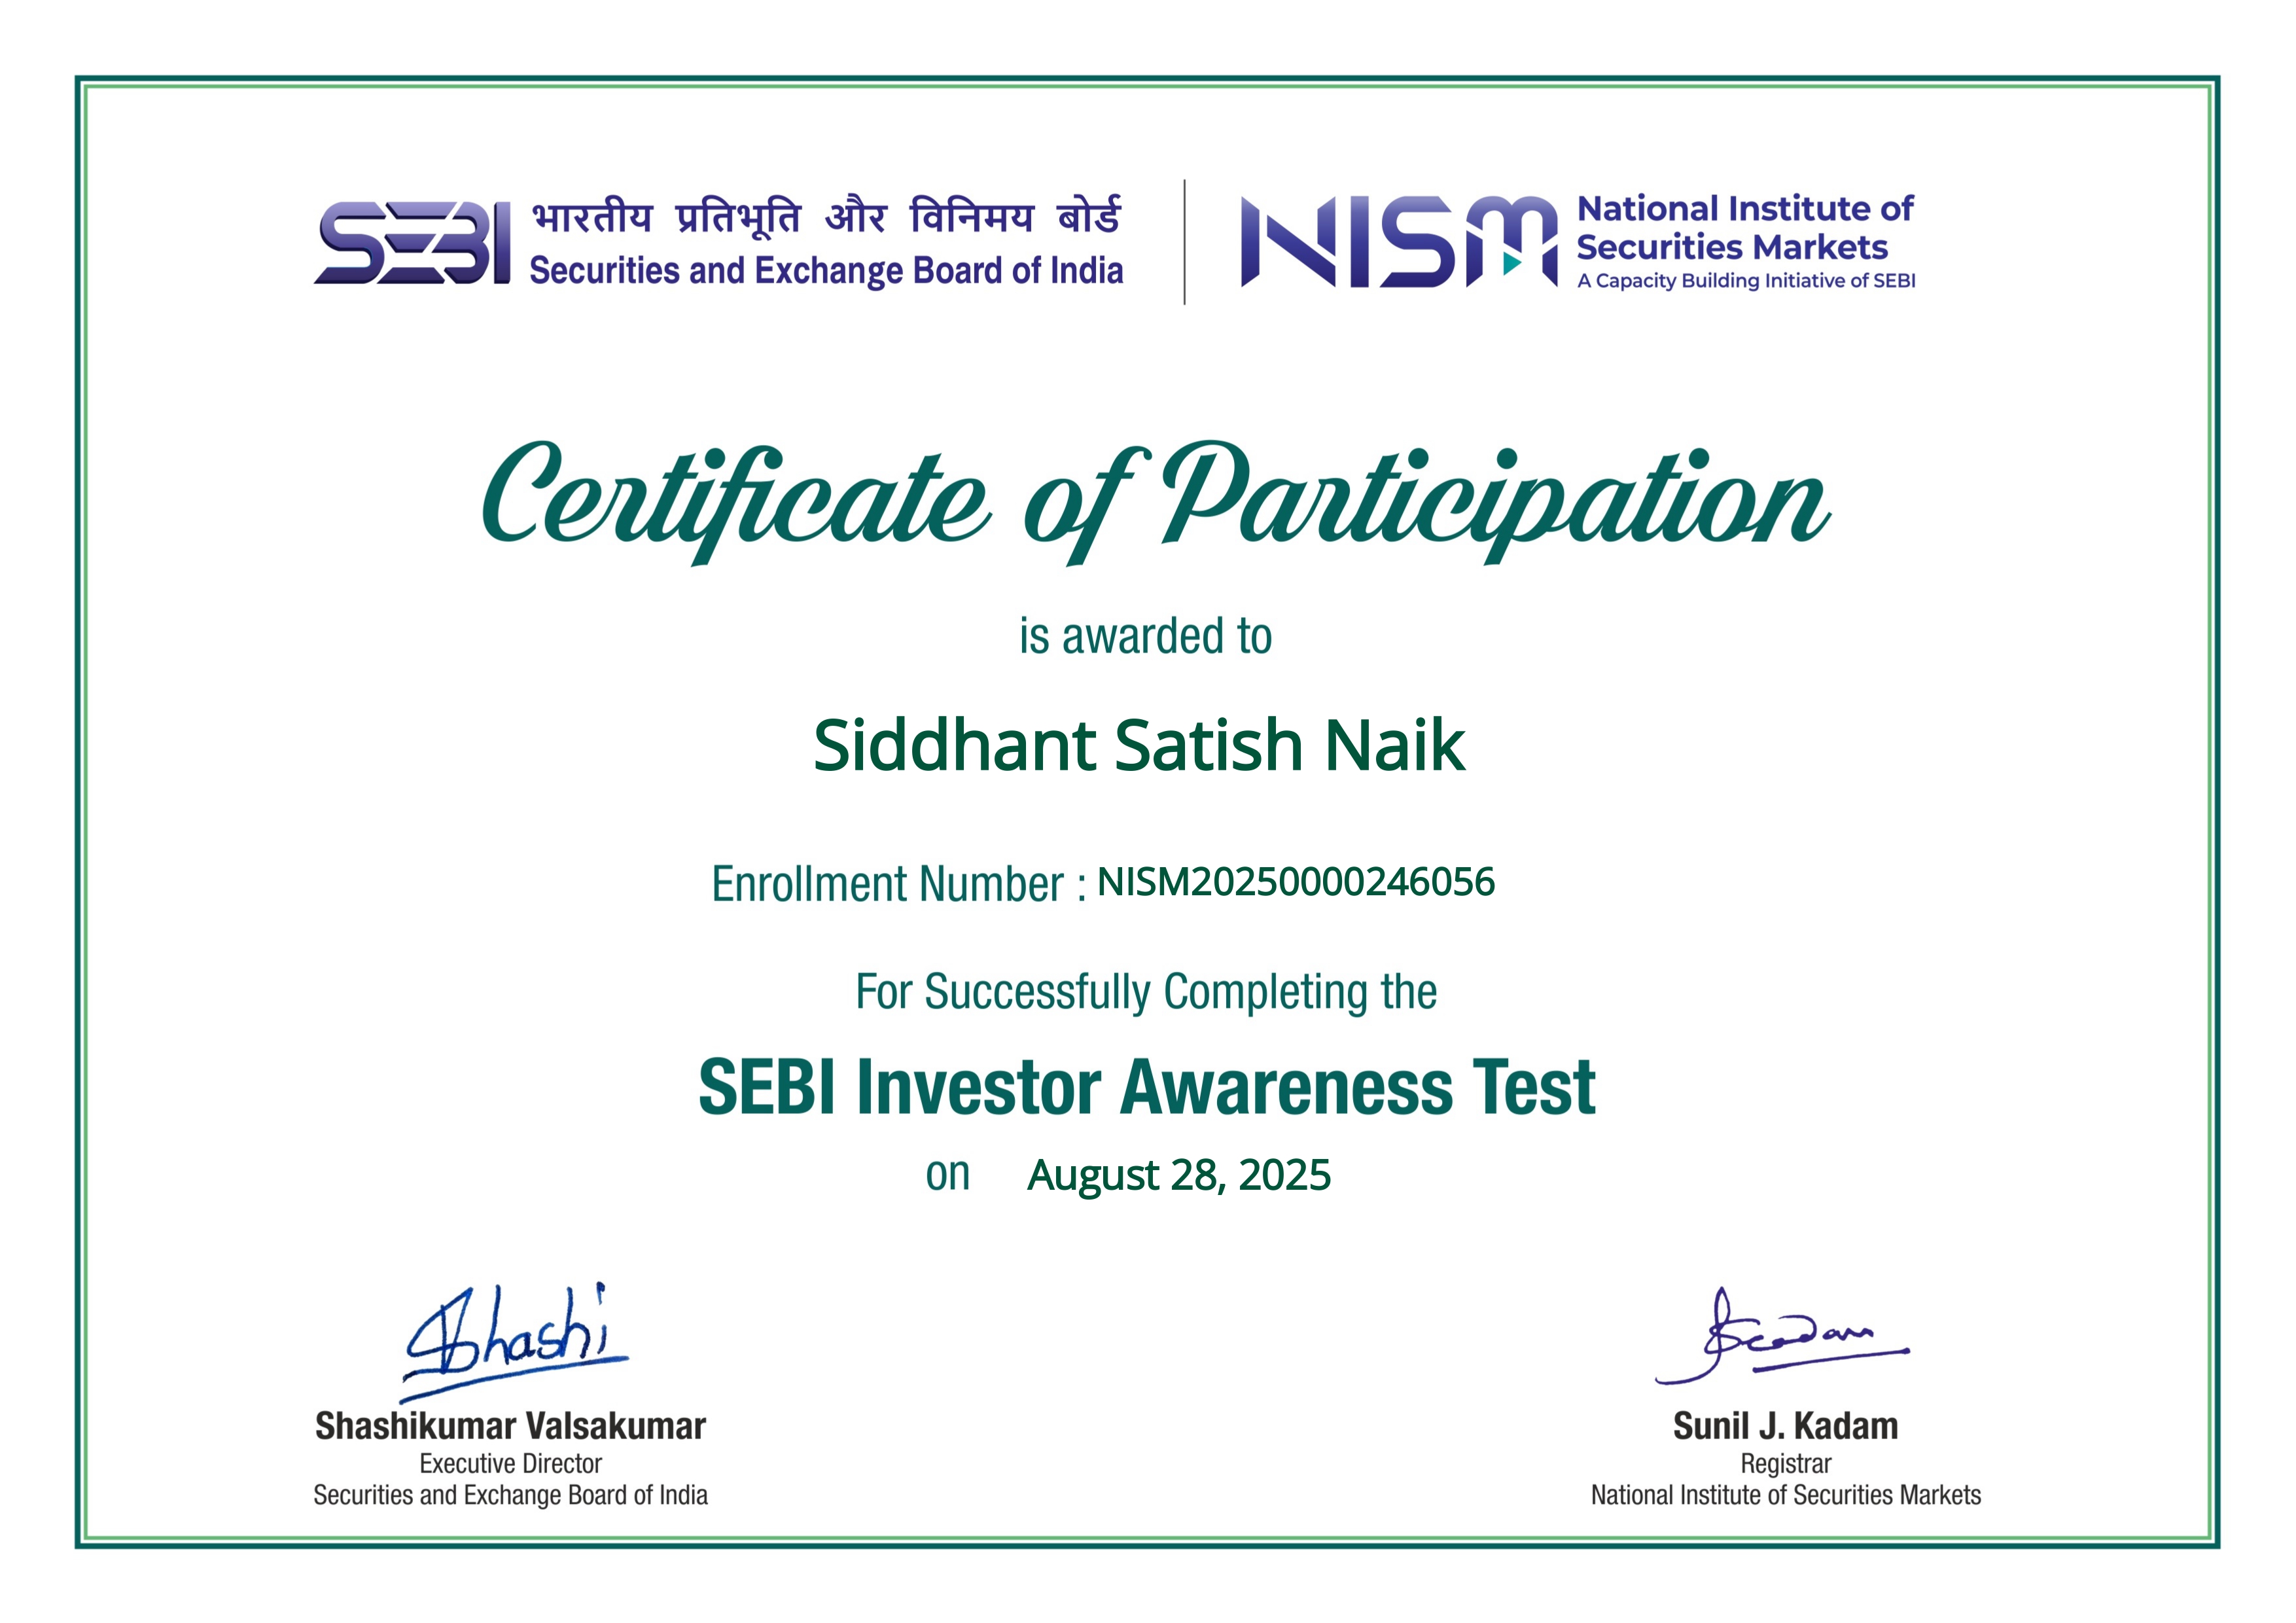 SEBI भारतीय प्रतिभूति और विनिमय बोर्ड
Securities and Exchange Board of India
NISM National Institute of
Securities Markets
A Capacity Building Initiative of SEBI
Certificate of Participation
is awarded to
Siddhant Satish Naik
Enrollment Number : NISM20250000246056
For Successfully Completing the
SEBI Investor Awareness Test
on August 28, 2025
Shashi
Shashikumar Valsakumar
Executive Director
Securities and Exchange Board of India
SKadam
Sunil J. Kadam
Registrar
National Institute of Securities Markets